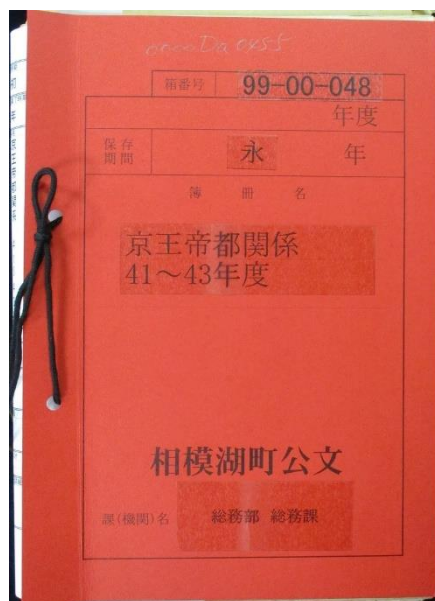 箱番号 99-00-048
年度
保存期間 永 年
簿冊名
京王帝都関係
41~43年度
相模湖町公文
課(機関)名 総務部 総務課